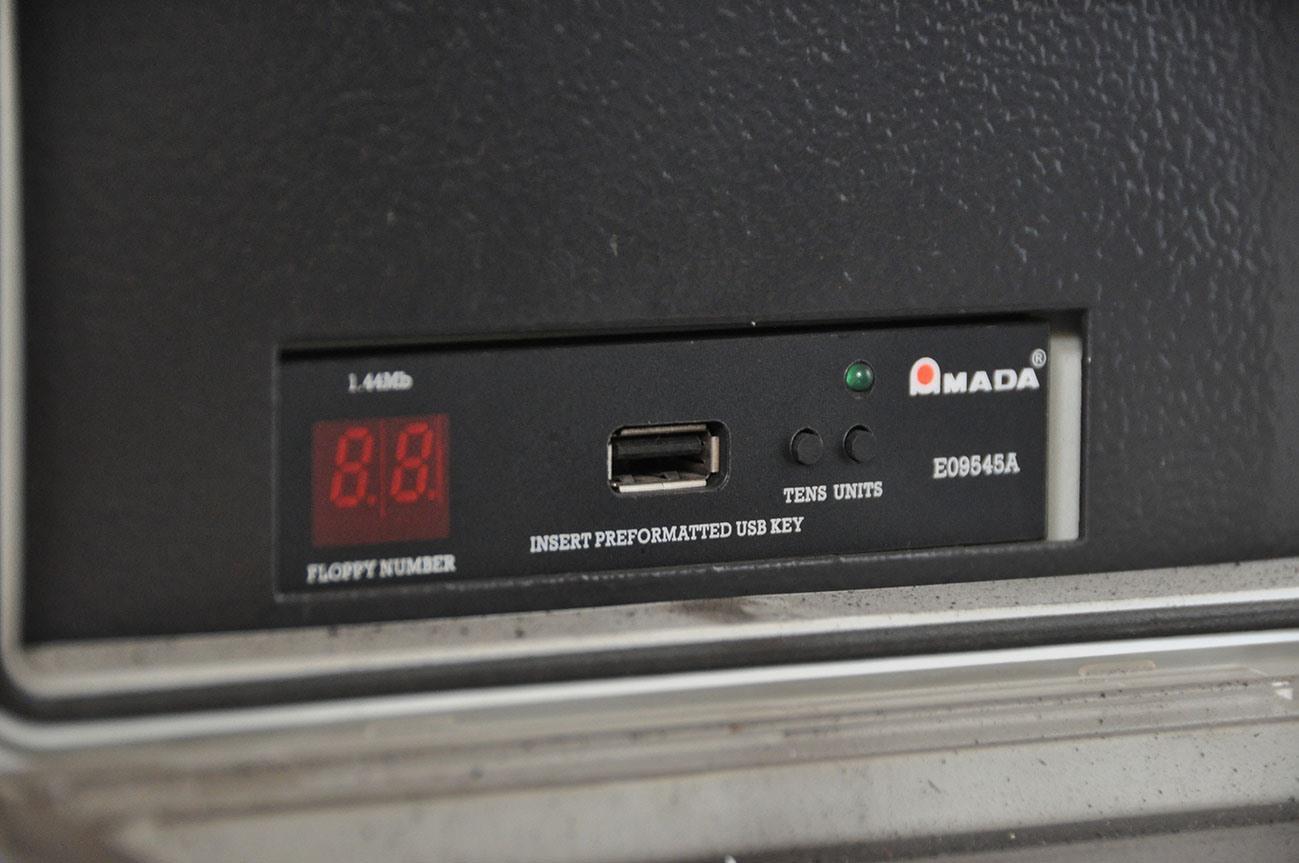 1.44Mb
8.8.
FLOPPY NUMBER
INSERT PREFORMATTED USB KEY
TENS UNITS
AMADA®
E09545A